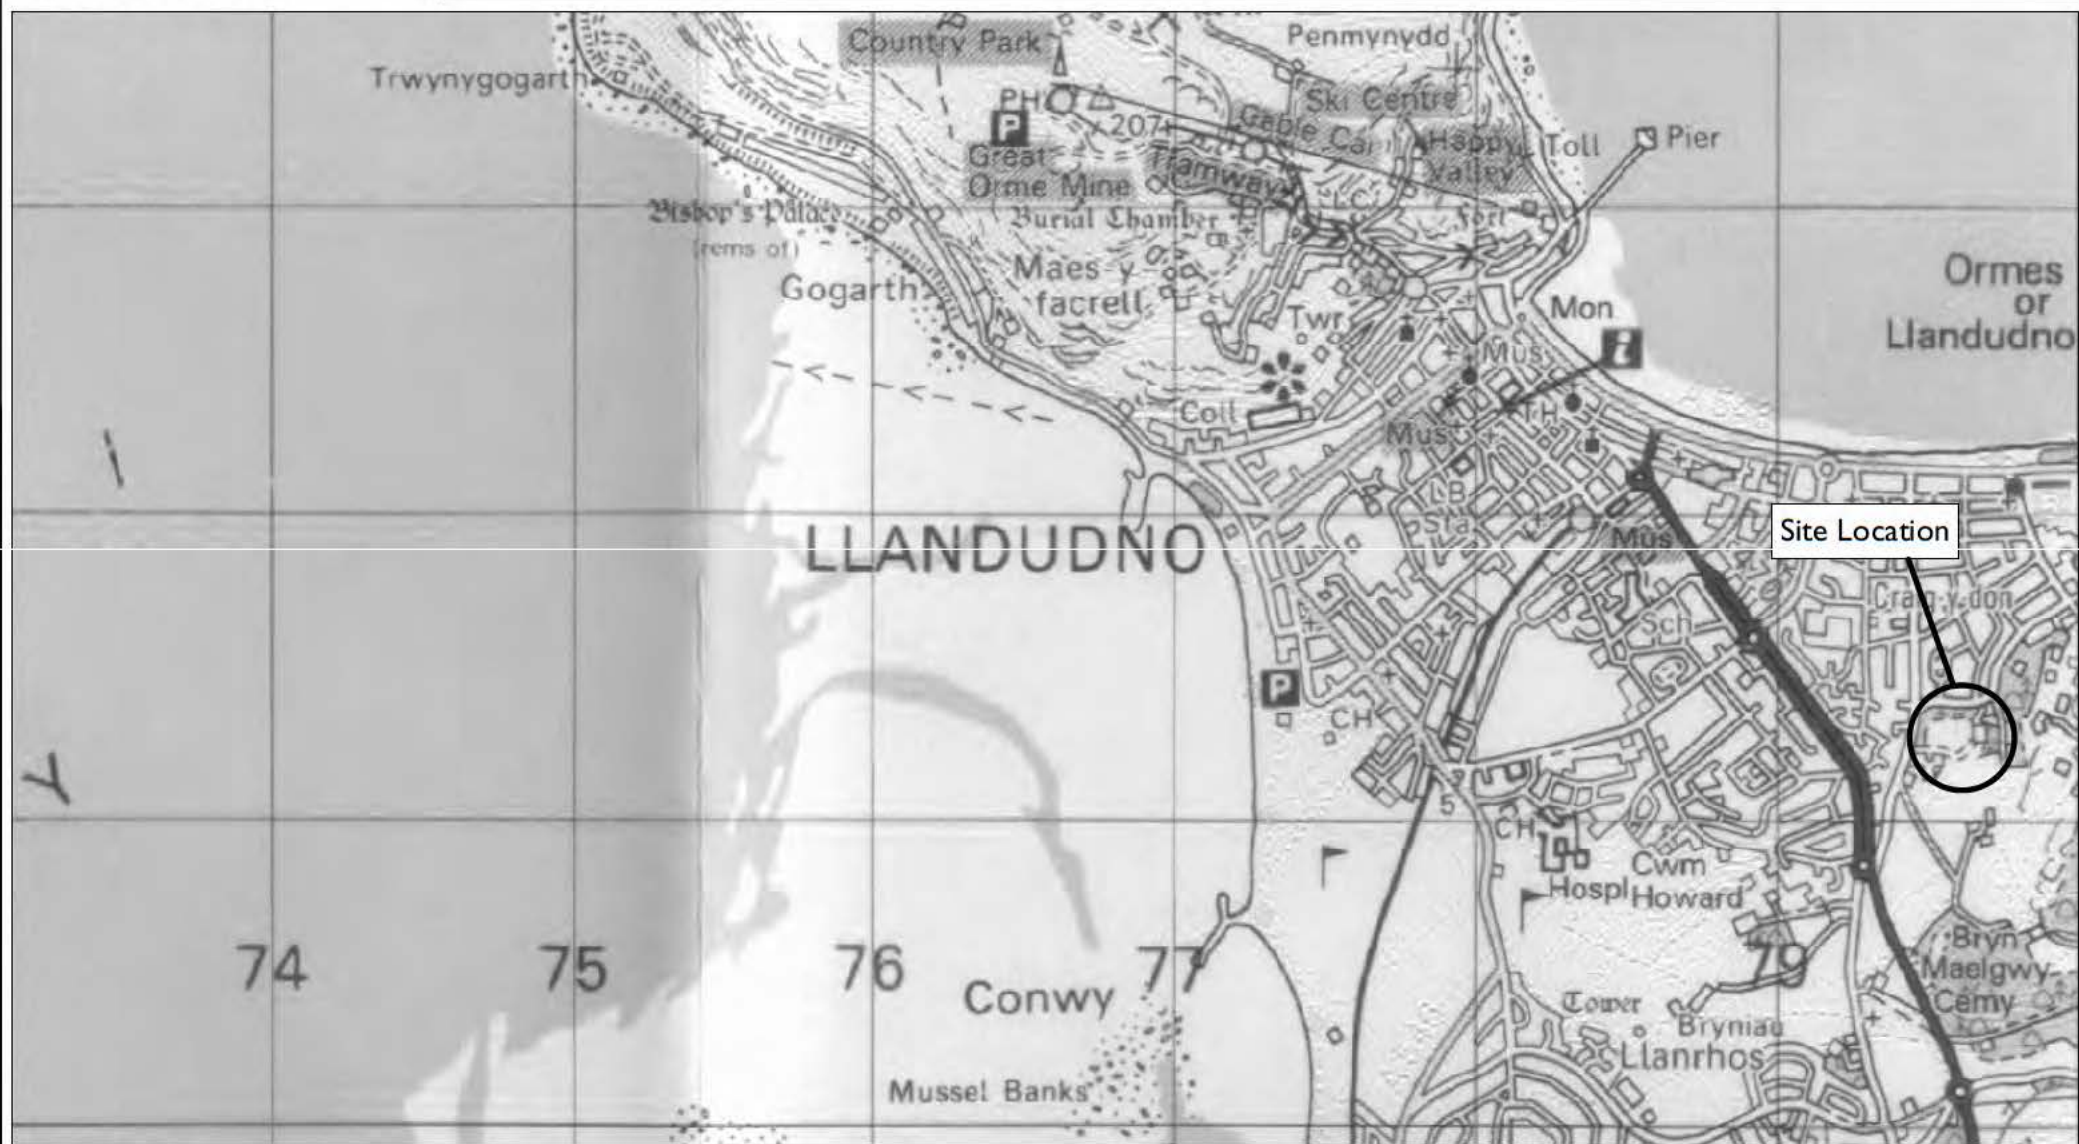 Country Park
Penmynydd
Trwynygogarth
PH
Ski Centre
P
207
Cable Car
Happy
Valley
Toll
Pier
Great
Orme Mine
Tramway
LC
Bishop's Palace
(rems of)
Burial Chamber
Fort
Maes y
facrell
Gogarth
Ormes
or
Llandudno
Mon
Twr
Mus
i
Coll
TH
Mus
LB
Sta
LLANDUDNO
Mus
Site Location
Craig-y-don
Sch
P
CH
Y
5
CH
Hospl
Cwm
Howard
74
75
76
77
79
Bryn
Maelgwy
Cemy
Conwy
Tower
Bryniau
Llanrhos
Mussel Banks